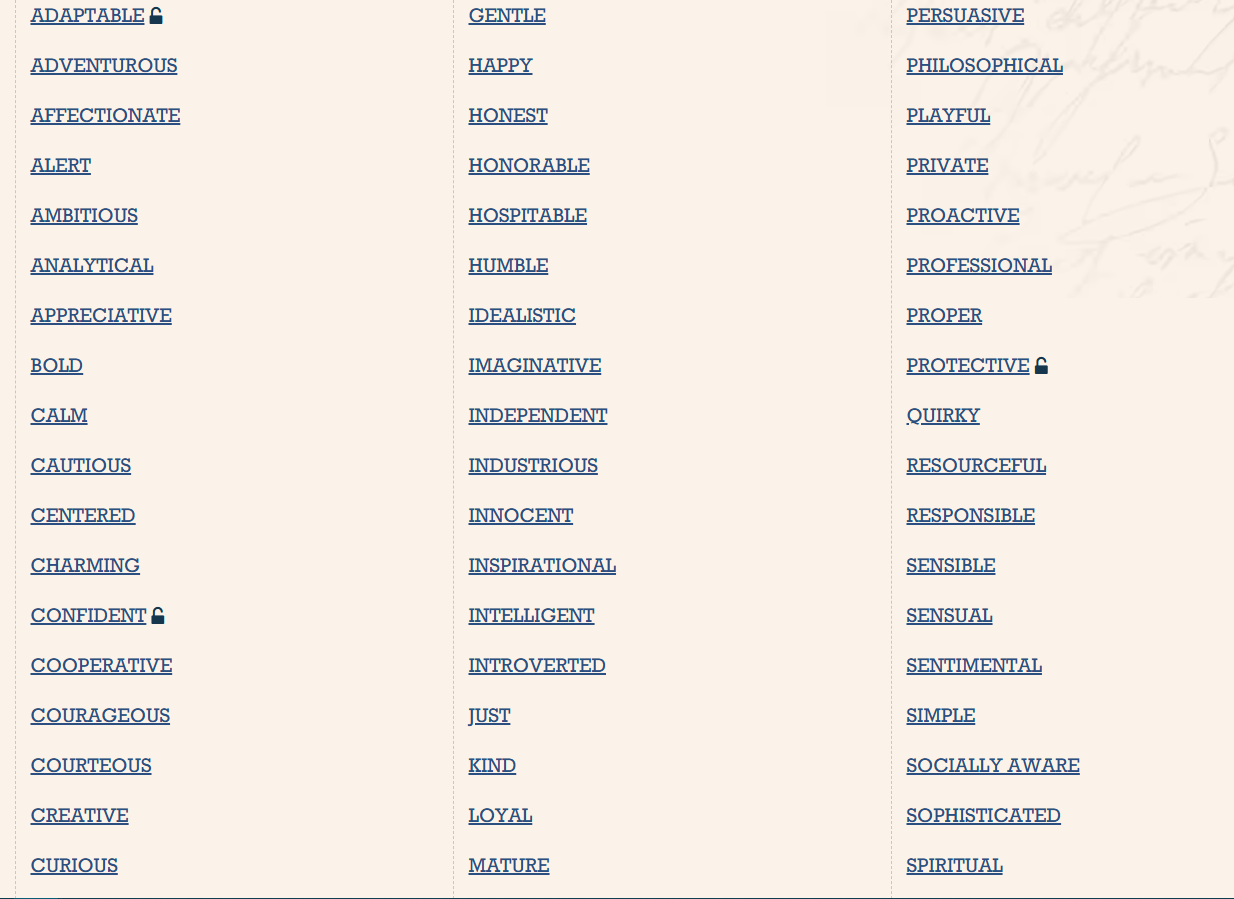 ADAPTABLE
ADVENTUROUS
AFFECTIONATE
ALERT
AMBITIOUS
ANALYTICAL
APPRECIATIVE
BOLD
CALM
CAUTIOUS
CENTERED
CHARMING
CONFIDENT
COOPERATIVE
COURAGEOUS
COURTEOUS
CREATIVE
CURIOUS
GENTLE
HAPPY
HONEST
HONORABLE
HOSPITABLE
HUMBLE
IDEALISTIC
IMAGINATIVE
INDEPENDENT
INDUSTRIOUS
INNOCENT
INSPIRATIONAL
INTELLIGENT
INTROVERTED
JUST
KIND
LOYAL
MATURE
PERSUASIVE
PHILOSOPHICAL
PLAYFUL
PRIVATE
PROACTIVE
PROFESSIONAL
PROPER
PROTECTIVE
QUIRKY
RESOURCEFUL
RESPONSIBLE
SENSIBLE
SENSUAL
SENTIMENTAL
SIMPLE
SOCIALLY AWARE
SOPHISTICATED
SPIRITUAL